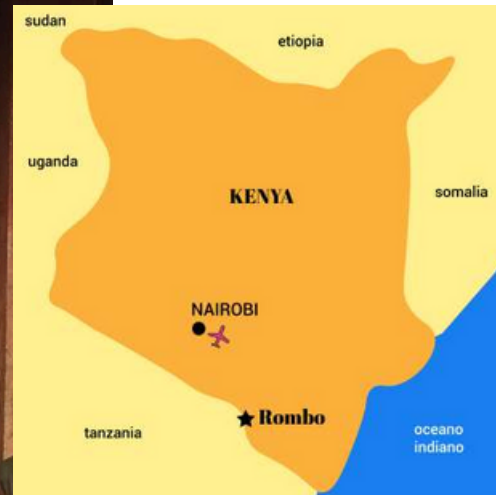 sudan
etiopia
uganda
KENYA
somalia
NAIROBI
Rombo
tanzania
oceano
indiano